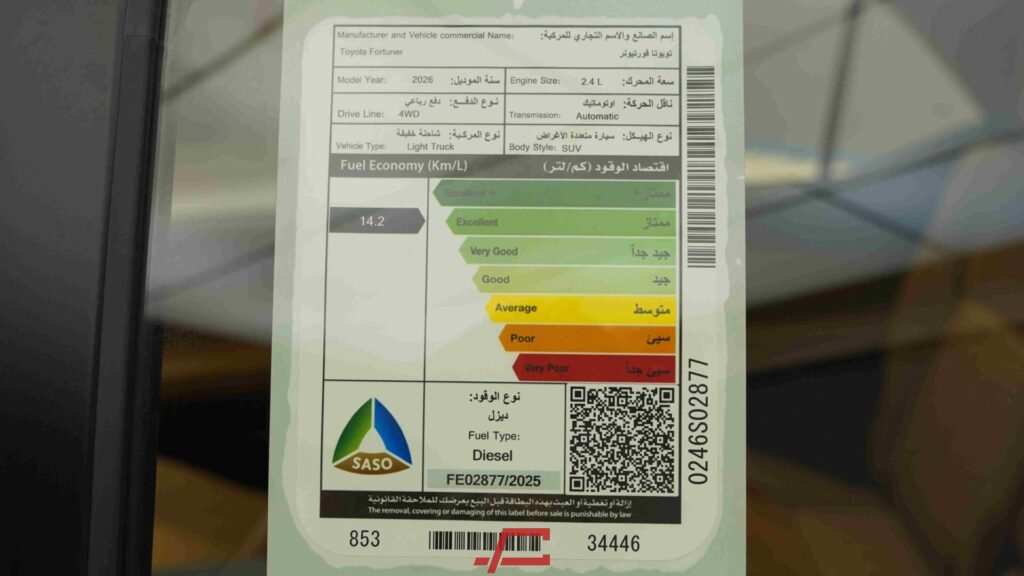 Manufacturer and Vehicle commercial Name: إسم الصانع والاسم التجاري للمركبة:
Toyota Fortuner تويوتا فورتيونر
Model Year: 2026 سنة الموديل: Engine Size: 2.4 L سعة المحرك:
دفع رباعي نوع الدفع: اوتوماتيك ناقل الحركة:
Drive Line: 4WD Transmission: Automatic
شاحنة خفيفة نوع المركبة: سيارة متعددة الأغراض نوع الهيكل:
Vehicle Type: Light Truck Body Style: SUV
Fuel Economy (Km/L) اقتصاد الوقود (كم/لتر)
Excellent + ممتاز +
14.2 Excellent ممتاز
Very Good جيد جداً
Good جيد
Average متوسط
Poor سيئ
Very Poor سيئ جداً
نوع الوقود:
ديزل
Fuel Type:
Diesel
SASO
FE02877/2025
0246S02877
إزالة أو تغطية أو العبث بهذه البطاقة قبل البيع يعرضك للملاحقة القانونية
The removal, covering or damaging of this label before sale is punishable by law
853 34446